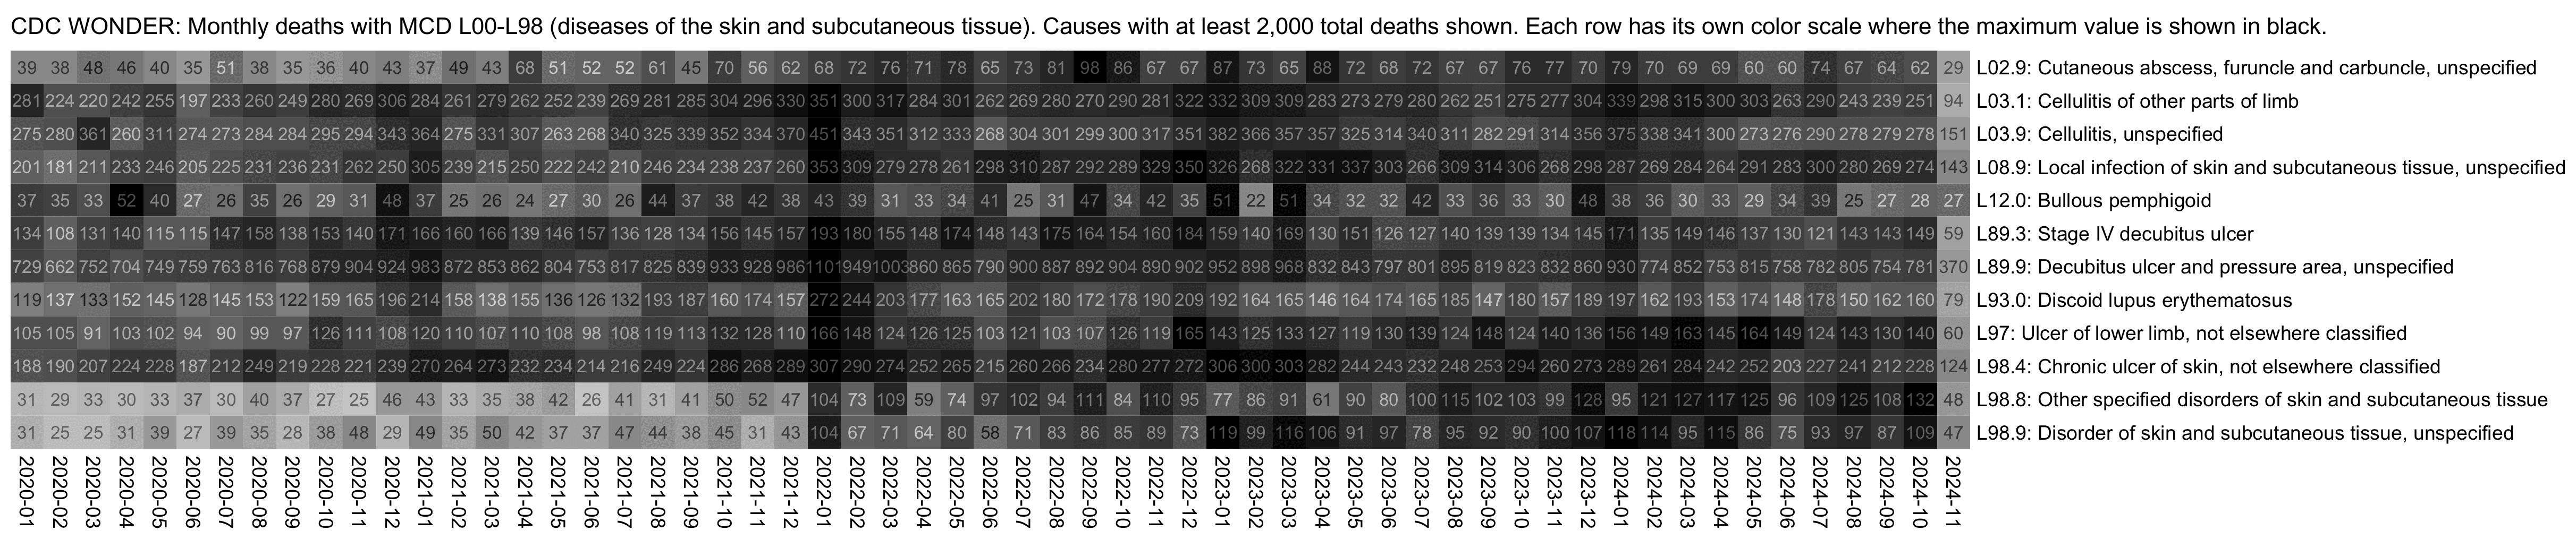 CDC WONDER: Monthly deaths with MCD L00-L98 (diseases of the skin and subcutaneous tissue). Causes with at least 2,000 total deaths shown. Each row has its own color scale where the maximum value is shown in black.
39 38 48 46 40 35 51 38 35 36 40 43 37 49 43 68 51 52 52 61 45 70 56 62 68 72 76 71 78 65 73 81 98 86 67 67 87 73 65 88 72 68 72 67 67 76 77 70 79 70 69 69 60 60 74 67 64 62 29 L02.9: Cutaneous abscess, furuncle and carbuncle, unspecified
281 224 220 242 255 197 233 260 249 280 269 306 284 261 279 262 252 239 269 281 285 304 296 330 351 300 317 284 301 262 269 280 270 290 281 322 332 309 309 283 273 279 280 262 251 275 277 304 339 298 315 300 303 263 290 243 239 251 94 L03.1: Cellulitis of other parts of limb
275 280 361 260 311 274 273 284 284 295 294 343 364 275 331 307 263 268 340 325 339 352 334 370 451 343 351 312 333 268 304 301 299 300 317 351 382 366 357 357 325 314 340 311 282 291 314 356 375 338 341 300 273 276 290 278 279 278 151 L03.9: Cellulitis, unspecified
201 181 211 233 246 205 225 231 236 231 262 250 305 239 215 250 222 242 210 246 234 238 237 260 353 309 279 278 261 298 310 287 292 289 329 350 326 268 322 331 337 303 266 309 314 306 268 298 287 269 284 264 291 283 300 280 269 274 143 L08.9: Local infection of skin and subcutaneous tissue, unspecified
37 35 33 52 40 27 26 35 26 29 31 48 37 25 26 24 27 30 26 44 37 38 42 38 43 39 31 33 34 41 25 31 47 34 42 35 51 22 51 34 32 32 42 33 36 33 30 48 38 36 30 33 29 34 39 25 27 28 27 L12.0: Bullous pemphigoid
134 108 131 140 115 115 147 158 138 153 140 171 166 160 166 139 146 157 136 128 134 156 145 157 193 180 155 148 174 148 143 175 164 154 160 184 159 140 169 130 151 126 127 140 139 139 134 145 171 135 149 146 137 130 121 143 143 149 59 L89.3: Stage IV decubitus ulcer
729 662 752 704 749 759 763 816 768 879 904 924 983 872 853 862 804 753 817 825 839 933 928 986 1101 949 1003 860 865 790 900 887 892 904 890 902 952 898 968 832 843 797 801 895 819 823 832 860 930 774 852 753 815 758 782 805 754 781 370 L89.9: Decubitus ulcer and pressure area, unspecified
119 137 133 152 145 128 145 153 122 159 165 196 214 158 138 155 136 126 132 193 187 160 174 157 272 244 203 177 163 165 202 180 172 178 190 209 192 164 165 146 164 174 165 185 147 180 157 189 197 162 193 153 174 148 178 150 162 160 79 L93.0: Discoid lupus erythematosus
105 105 91 103 102 94 90 99 97 126 111 108 120 110 107 110 108 98 108 119 113 132 128 110 166 148 124 126 125 103 121 103 107 126 119 165 143 125 133 127 119 130 139 124 148 124 140 136 156 149 163 145 164 149 124 143 130 140 60 L97: Ulcer of lower limb, not elsewhere classified
188 190 207 224 228 187 212 249 219 228 221 239 270 264 273 232 234 214 216 249 224 286 268 289 307 290 274 252 265 215 260 266 234 280 277 272 306 300 303 282 244 243 232 248 253 294 260 273 289 261 284 242 252 203 227 241 212 228 124 L98.4: Chronic ulcer of skin, not elsewhere classified
31 29 33 30 33 37 30 40 37 27 25 46 43 33 35 38 42 26 41 31 41 50 52 47 104 73 109 59 74 97 102 94 111 84 110 95 77 86 91 61 90 80 100 115 102 103 99 128 95 121 127 117 125 96 109 125 108 132 48 L98.8: Other specified disorders of skin and subcutaneous tissue
31 25 25 31 39 27 39 35 28 38 48 29 49 35 50 42 37 37 47 44 38 45 31 43 104 67 71 64 80 58 71 83 86 85 89 73 119 99 106 91 97 78 95 92 90 100 107 118 114 95 115 86 75 93 97 87 109 47 L98.9: Disorder of skin and subcutaneous tissue, unspecified
2020-01 2020-02 2020-03 2020-04 2020-05 2020-06 2020-07 2020-08 2020-09 2020-10 2020-11 2020-12 2021-01 2021-02 2021-03 2021-04 2021-05 2021-06 2021-07 2021-08 2021-09 2021-10 2021-11 2021-12 2022-01 2022-02 2022-03 2022-04 2022-05 2022-06 2022-07 2022-08 2022-09 2022-10 2022-11 2022-12 2023-01 2023-02 2023-03 2023-04 2023-05 2023-06 2023-07 2023-08 2023-09 2023-10 2023-11 2023-12 2024-01 2024-02 2024-03 2024-04 2024-05 2024-06 2024-07 2024-08 2024-09 2024-10 2024-11